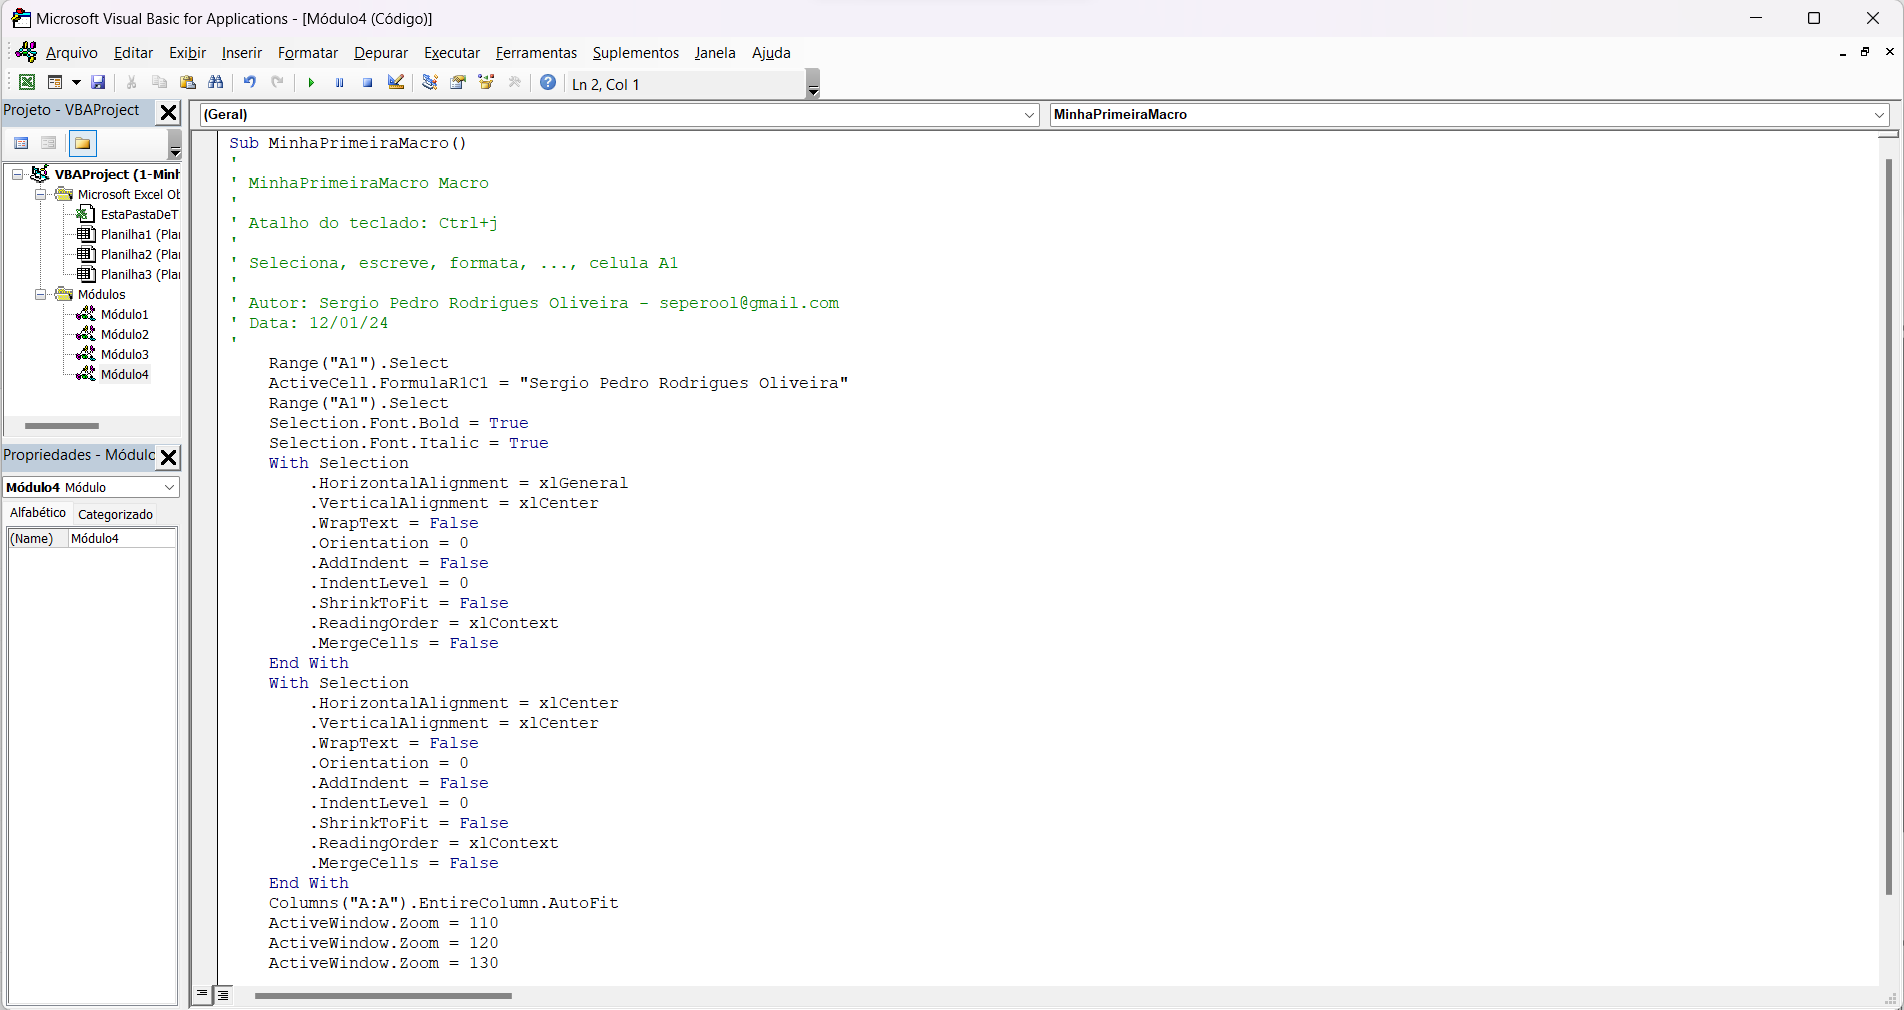 Microsoft Visual Basic for Applications - [Módulo4 (Código)]
Arquivo Editar Exibir Inserir Formatar Depurar Executar Ferramentas Suplementos Janela Ajuda
Ln 2, Col 1
Projeto - VBAProject
VBAProject (1-Minh
Microsoft Excel Ob
EstaPastaDeT
Planilha1 (Plan
Planilha2 (Plan
Planilha3 (Plan
Módulos
Módulo1
Módulo2
Módulo3
Módulo4
Propriedades - Módulo
Módulo4 Módulo
Alfabético Categorizado
(Name) Módulo4
(Geral) MinhaPrimeiraMacro
Sub MinhaPrimeiraMacro()
'
' MinhaPrimeiraMacro Macro
'
' Atalho do teclado: Ctrl+j
'
' Seleciona, escreve, formata, ..., celula A1
'
' Autor: Sergio Pedro Rodrigues Oliveira - seperool@gmail.com
' Data: 12/01/24
'
    Range("A1").Select
    ActiveCell.FormulaR1C1 = "Sergio Pedro Rodrigues Oliveira"
    Range("A1").Select
    Selection.Font.Bold = True
    Selection.Font.Italic = True
    With Selection
        .HorizontalAlignment = xlGeneral
        .VerticalAlignment = xlCenter
        .WrapText = False
        .Orientation = 0
        .AddIndent = False
        .IndentLevel = 0
        .ShrinkToFit = False
        .ReadingOrder = xlContext
        .MergeCells = False
    End With
    With Selection
        .HorizontalAlignment = xlCenter
        .VerticalAlignment = xlCenter
        .WrapText = False
        .Orientation = 0
        .AddIndent = False
        .IndentLevel = 0
        .ShrinkToFit = False
        .ReadingOrder = xlContext
        .MergeCells = False
    End With
    Columns("A:A").EntireColumn.AutoFit
    ActiveWindow.Zoom = 110
    ActiveWindow.Zoom = 120
    ActiveWindow.Zoom = 130